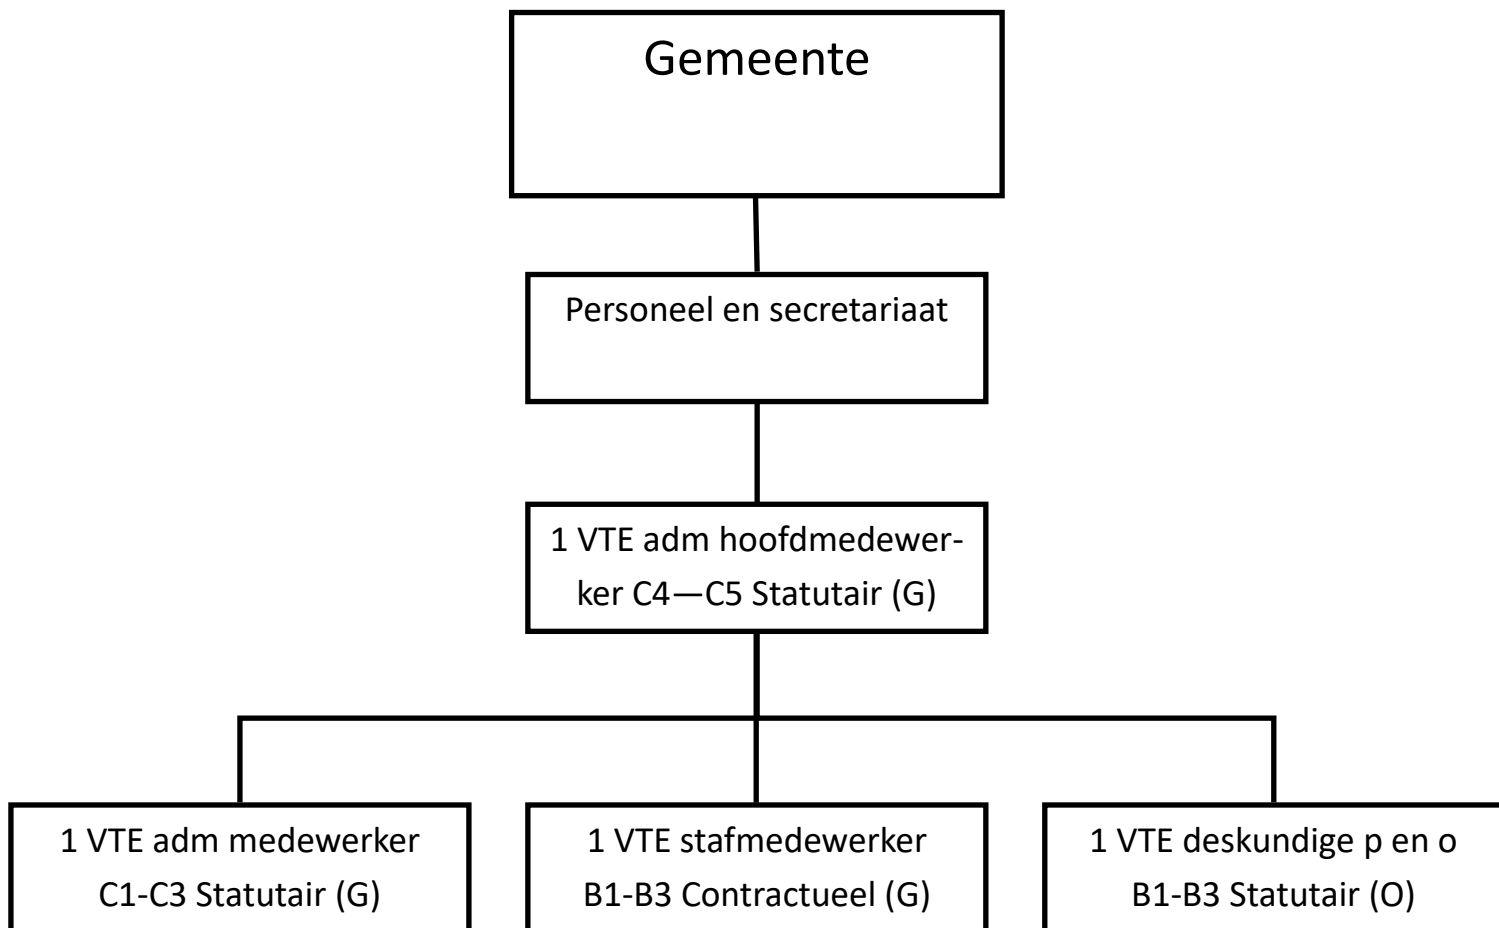 Gemeente
Personeel en secretariaat
1 VTE adm hoofdmedewer-
ker C4—C5 Statutair (G)
1 VTE adm medewerker
C1-C3 Statutair (G)
1 VTE stafmedewerker
B1-B3 Contractueel (G)
1 VTE deskundige p en o
B1-B3 Statutair (O)